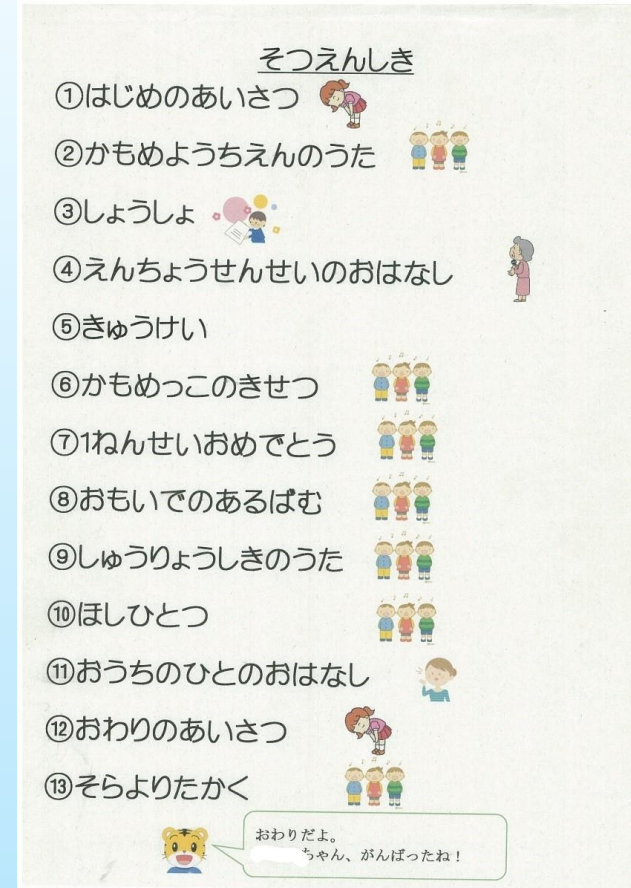 そつえんしき
①はじめのあいさつ
②かもめようちえんのうた
③しょうしょ
④えんちょうせんせいのおはなし
⑤きゅうけい
⑥かもめっこのきせつ
⑦1ねんせいおめでとう
⑧おもいでのあるばむ
⑨しゅうりょうしきのうた
⑩ほしひとつ
⑪おうちのひとのおはなし
⑫おわりのあいさつ
⑬そらよりたかく
おわりだよ。
ちゃん、がんばったね！